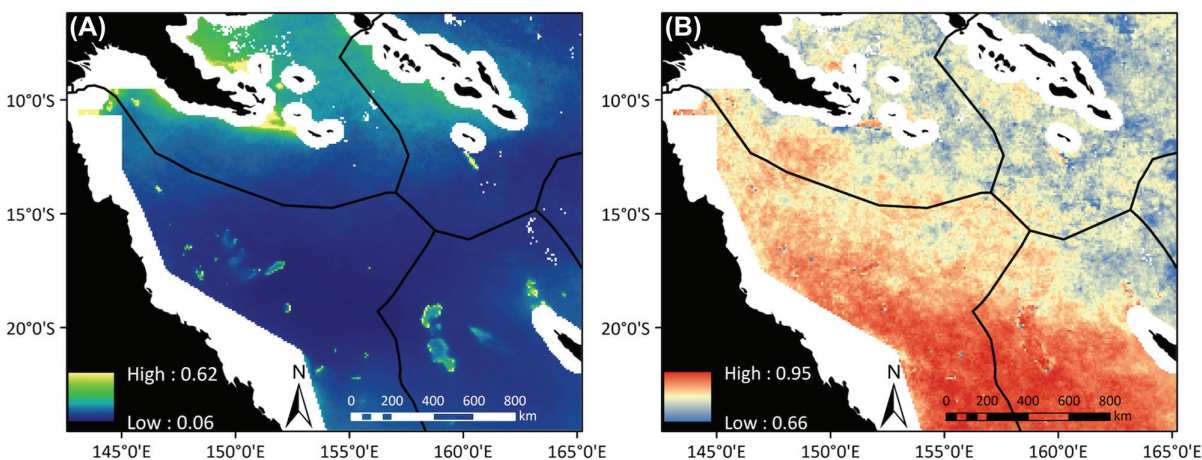 (A)
10°0'S
15°0'S
20°0'S
High : 0.62
Low : 0.06
N
0 200 400 600 800
km
145°0'E 150°0'E 155°0'E 160°0'E 165°0'E
(B)
10°0'S
15°0'S
20°0'S
High : 0.95
Low : 0.66
N
0 200 400 600 800
km
145°0'E 150°0'E 155°0'E 160°0'E 165°0'E